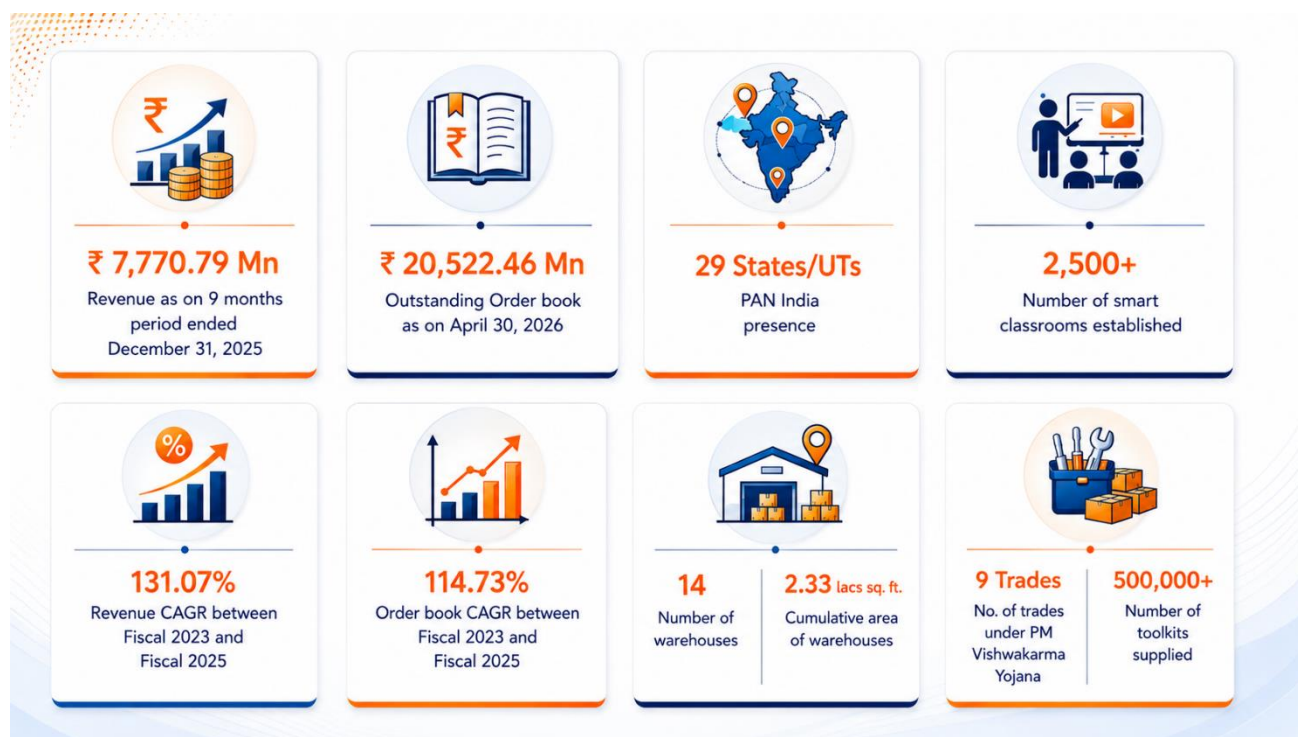 ₹ 7,770.79 Mn
Revenue as on 9 months
period ended
December 31, 2025
₹ 20,522.46 Mn
Outstanding Order book
as on April 30, 2026
29 States/UTs
PAN India
presence
2,500+
Number of smart
classrooms established
131.07%
Revenue CAGR between
Fiscal 2023 and
Fiscal 2025
114.73%
Order book CAGR between
Fiscal 2023 and
Fiscal 2025
14
Number of
warehouses
2.33 lacs sq. ft.
Cumulative area
of warehouses
9 Trades
No. of trades
under PM
Vishwakarma
Yojana
500,000+
Number of
toolkits
supplied